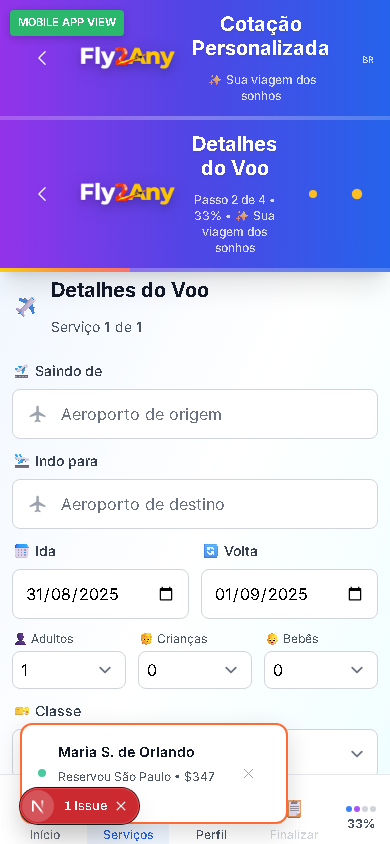 MOBILE APP VIEW
Cotação
Personalizada
Fly2Any
✨ Sua viagem dos
sonhos
BR
Detalhes
do Voo
Fly2Any
Passo 2 de 4 •
33% • ✨ Sua
viagem dos
sonhos
Detalhes do Voo
Serviço 1 de 1
Saindo de
Aeroporto de origem
Indo para
Aeroporto de destino
Ida
Volta
31/08/2025
01/09/2025
Adultos
Crianças
Bebês
1
0
0
Classe
Maria S. de Orlando
Reservou São Paulo • $347
N
1 Issue
Início
Serviços
Perfil
Finalizar
33%